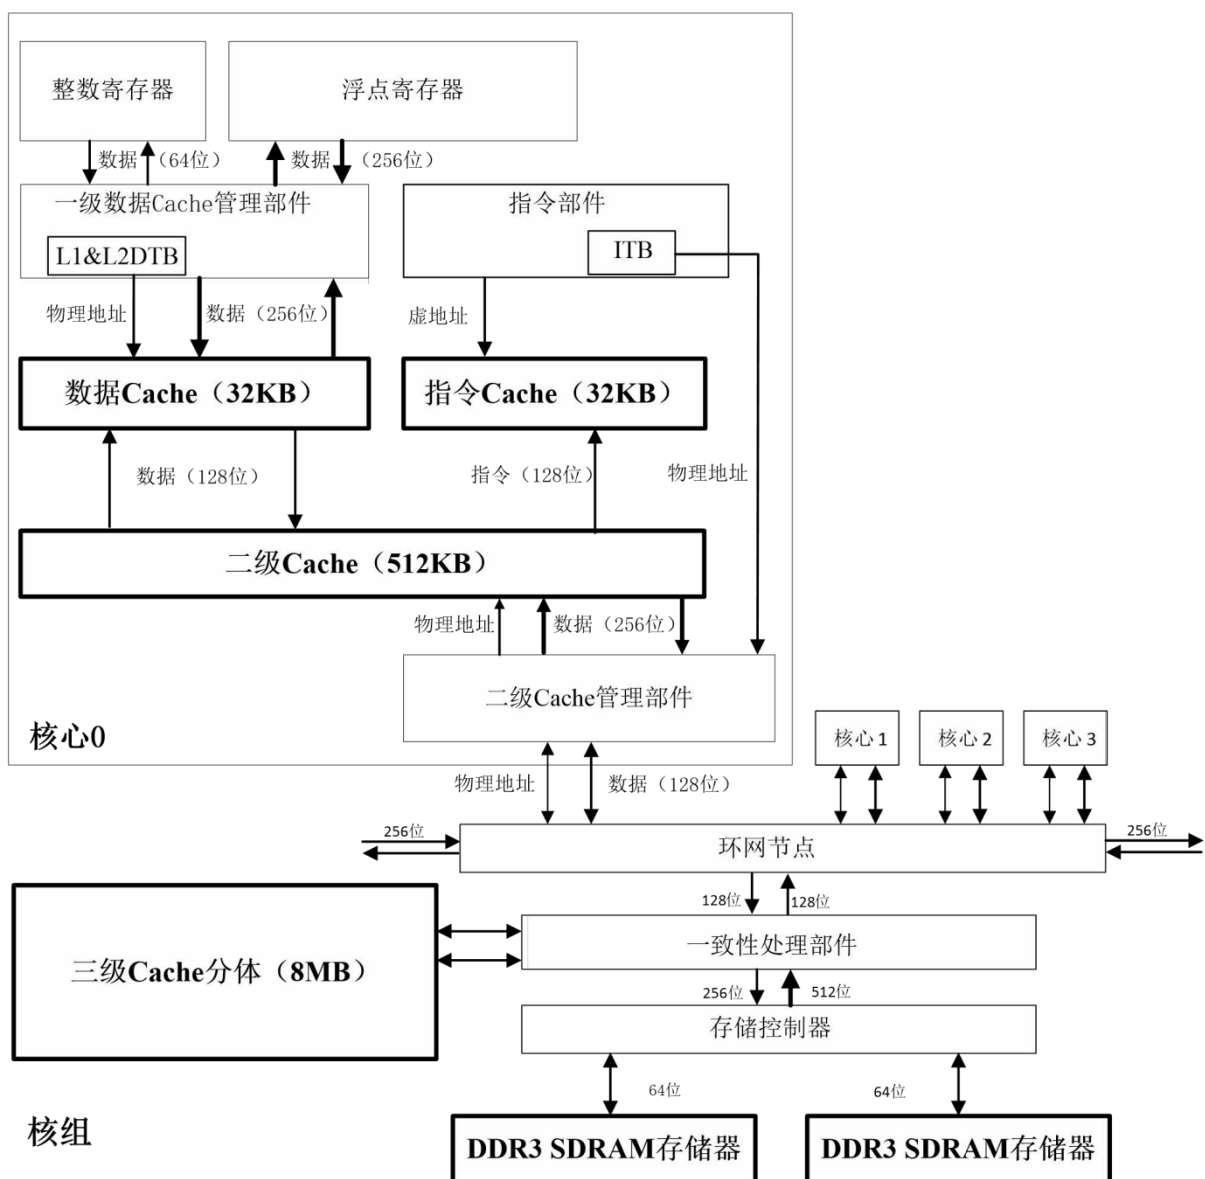 整数寄存器
浮点寄存器
数据 (64位)
数据 (256位)
一级数据Cache管理部件
指令部件
L1&L2DTB
ITB
物理地址
数据（256位）
虚地址
数据Cache（32KB）
指令Cache（32KB）
数据（128位）
指令（128位）
物理地址
二级Cache（512KB）
物理地址
数据（256位）
二级Cache管理部件
核心0
核心 1
核心 2
核心 3
物理地址
数据（128位）
256位
环网节点
256位
128位
128位
一致性处理部件
三级Cache分体（8MB）
256位
512位
存储控制器
64位
64位
核组
DDR3 SDRAM存储器
DDR3 SDRAM存储器